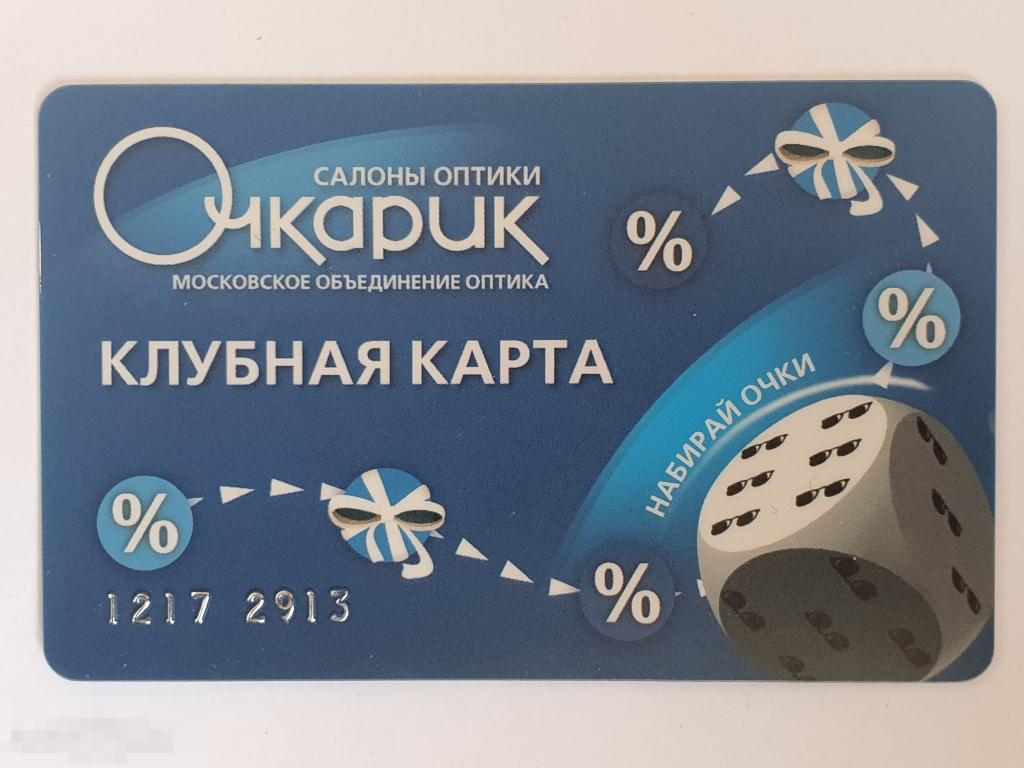 САЛОНЫ ОПТИКИ
Очкарик
МОСКОВСКОЕ ОБЪЕДИНЕНИЕ ОПТИКА
КЛУБНАЯ КАРТА
%
%
НАБИРАЙ ОЧКИ
%
%
1217 2913